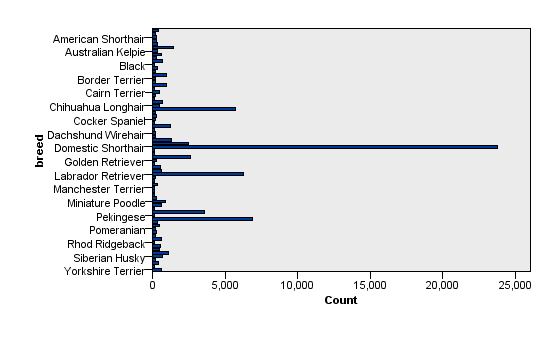 American Shorthair
Australian Kelpie
Black
Border Terrier
Cairn Terrier
Chihuahua Longhair
Cocker Spaniel
Dachshund Wirehair
Domestic Shorthair
Golden Retriever
Labrador Retriever
Manchester Terrier
Miniature Poodle
Pekingese
Pomeranian
Rhod Ridgeback
Siberian Husky
Yorkshire Terrier
breed
0 5,000 10,000 15,000 20,000 25,000
Count